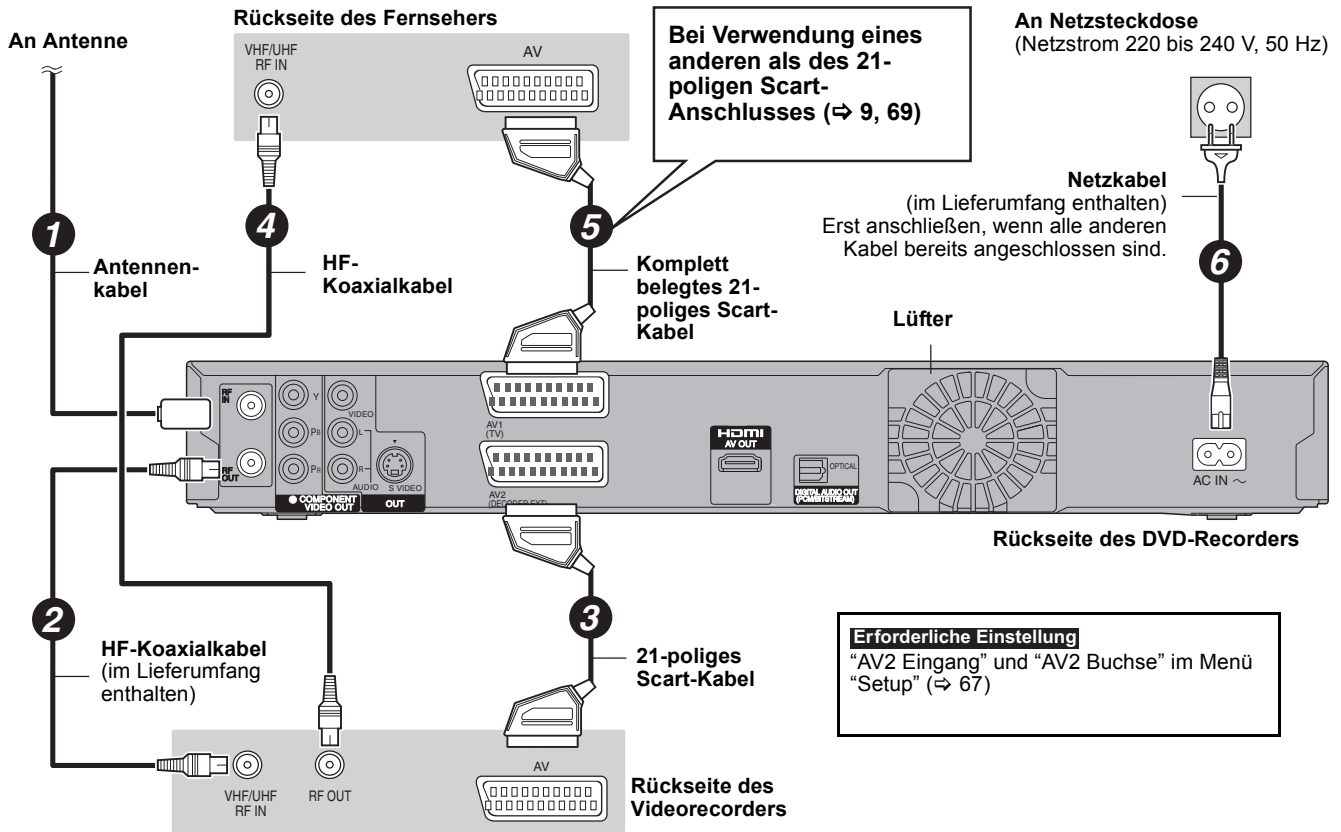 Rückseite des Fernsehers
An Antenne
VHF/UHF
RF IN
AV
Bei Verwendung eines
anderen als des 21-
poligen Scart-
Anschlusses (⇨ 9, 69)
An Netzsteckdose
(Netzstrom 220 bis 240 V, 50 Hz)
Netzkabel
(im Lieferumfang enthalten)
Erst anschließen, wenn alle anderen
Kabel bereits angeschlossen sind.
1
4
5
6
Antennen-
kabel
HF-
Koaxialkabel
Komplett
belegtes 21-
poliges Scart-
Kabel
Lüfter
RF
IN
Y
VIDEO
PB
L
RF
OUT
PR
R
AUDIO
S VIDEO
COMPONENT
VIDEO OUT
OUT
AV1
(TV)
AV2
(DECODER/EXT)
HDMI
AV OUT
OPTICAL
DIGITAL AUDIO OUT
(PCM/BITSTREAM)
AC IN ~
Rückseite des DVD-Recorders
2
3
HF-Koaxialkabel
(im Lieferumfang
enthalten)
21-poliges
Scart-Kabel
Erforderliche Einstellung
“AV2 Eingang” und “AV2 Buchse” im Menü
“Setup” (⇨ 67)
VHF/UHF
RF IN
RF OUT
AV
Rückseite des
Videorecorders